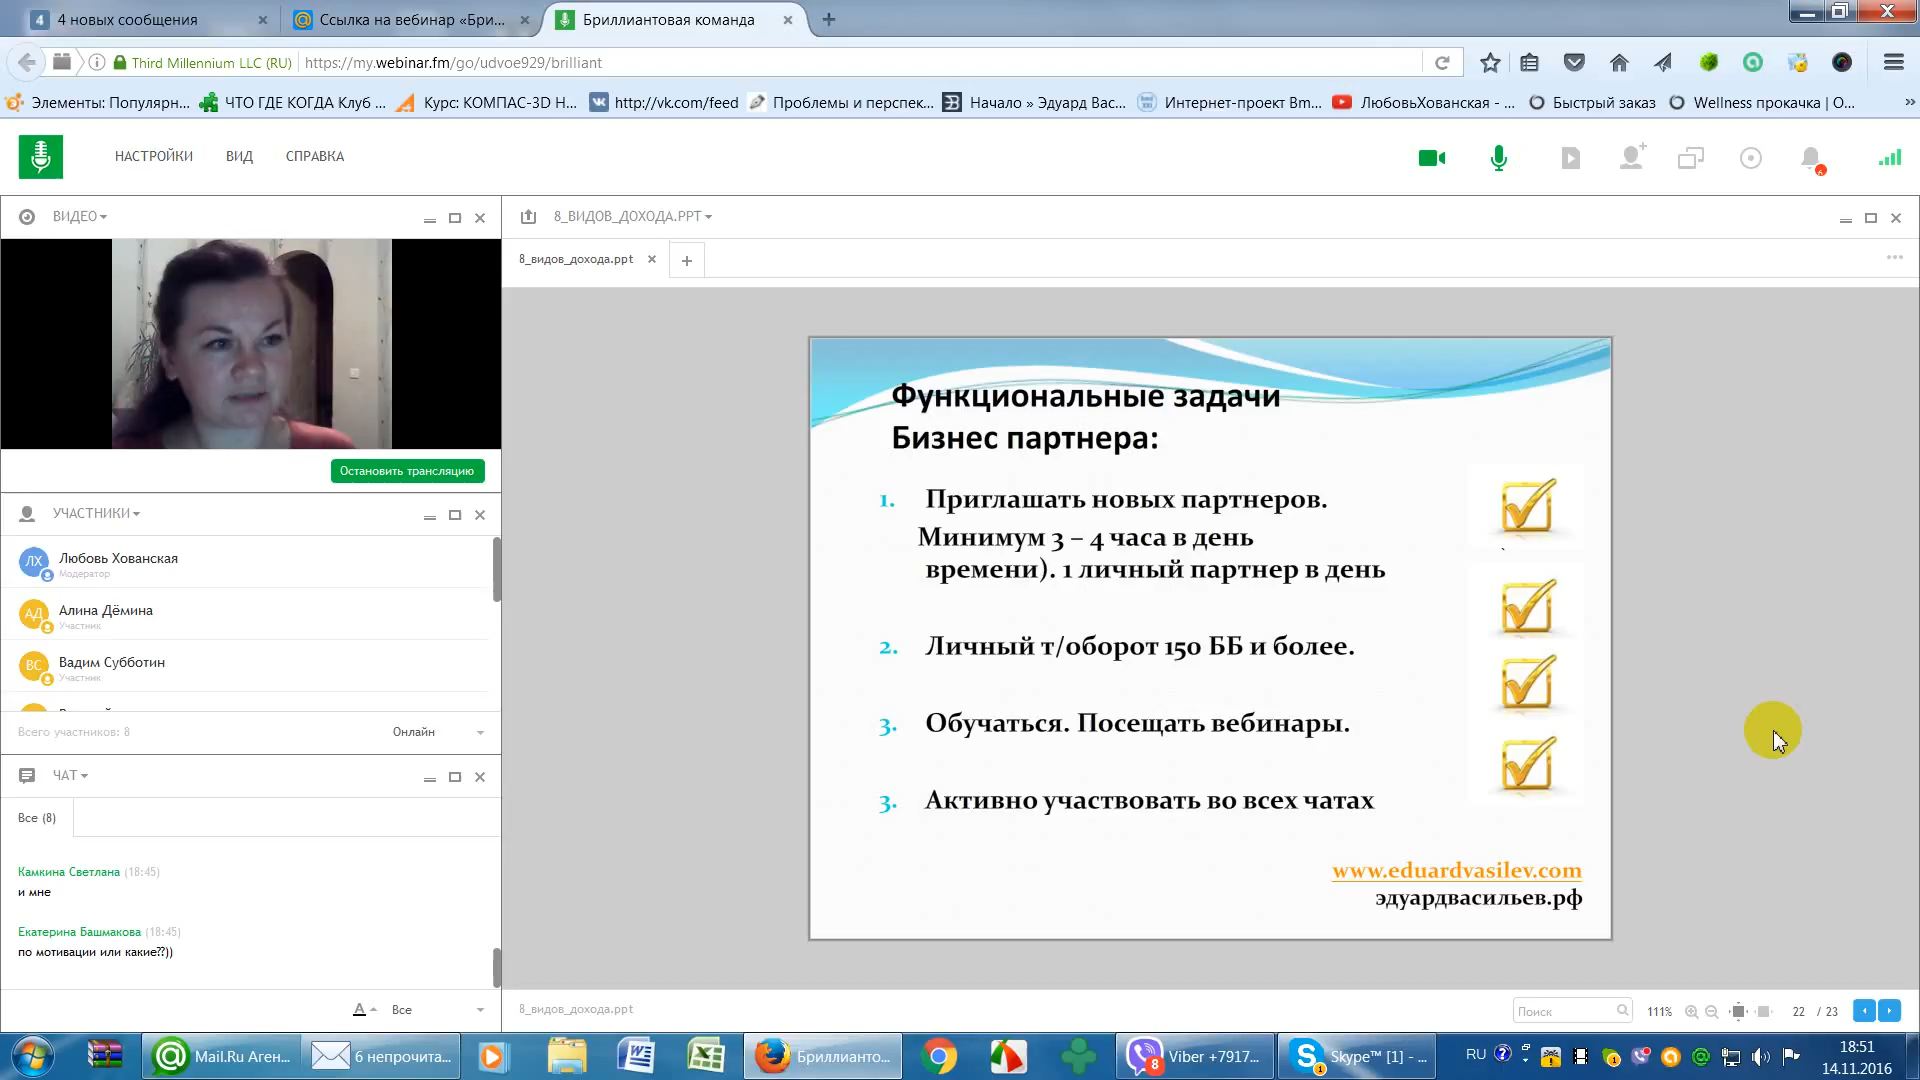 4 новых сообщения
Ссылка на вебинар «Бри...
Бриллиантовая команда
Third Millennium LLC (RU)
https://my.webinar.fm/go/udvoe929/brilliant
Элементы: Популярн...
ЧТО ГДЕ КОГДА Клуб ...
Курс: КОМПАС-3D H...
http://vk.com/feed
Проблемы и перспек...
Начало » Эдуард Вас...
Интернет-проект Bm...
ЛюбовьХованская - ...
Быстрый заказ
Wellness прокачка | О...
НАСТРОЙКИ
ВИД
СПРАВКА
ВИДЕО
Остановить трансляцию
УЧАСТНИКИ
ЛХ
Любовь Хованская
Модератор
АД
Алина Дёмина
Участник
ВС
Вадим Субботин
Участник
Всего участников: 8
Онлайн
ЧАТ
Все (8)
Камкина Светлана (18:45)
и мне
Екатерина Башмакова (18:45)
по мотивации или какие??))
Все
8_ВИДОВ_ДОХОДА.PPT
8_видов_дохода.ppt
Функциональные задачи
Бизнес партнера:
1. Приглашать новых партнеров.
Минимум 3 – 4 часа в день
времени). 1 личный партнер в день
2. Личный т/оборот 150 ББ и более.
3. Обучаться. Посещать вебинары.
3. Активно участвовать во всех чатах
www.eduardvasilev.com
эдуардвасильев.рф
8_видов_дохода.ppt
Поиск
111%
22 / 23
Mail.Ru Аген...
6 непрочита...
Бриллианто...
Viber +7917...
8
Skype™ [1] - ...
RU
18:51
14.11.2016